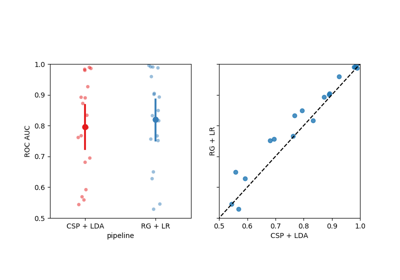 1.0
0.9
0.8
0.7
0.6
0.5
ROC AUC
CSP + LDA
RG + LR
pipeline
RG + LR
0.5
0.6
0.7
0.8
0.9
1.0
CSP + LDA